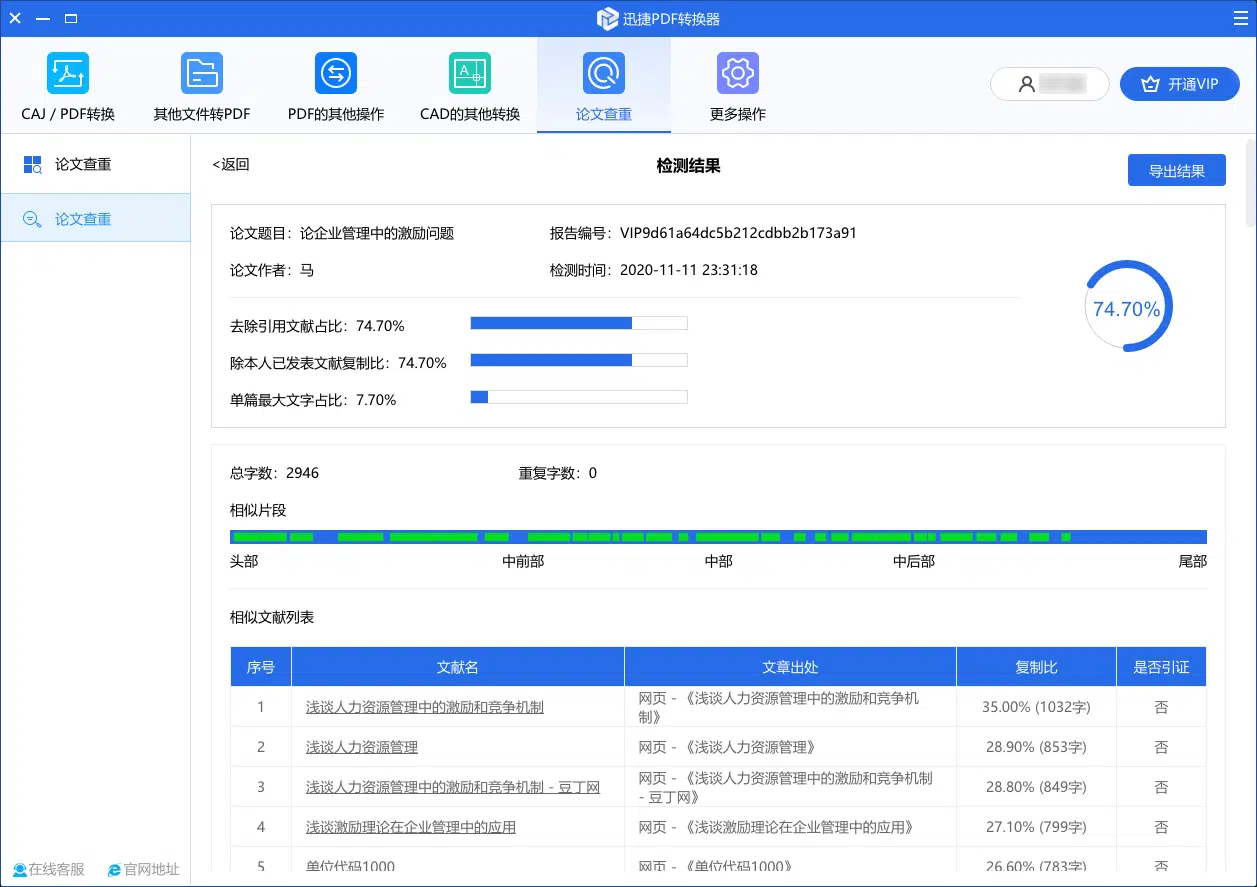 迅捷PDF转换器
CAJ / PDF转换
其他文件转PDF
PDF的其他操作
CAD的其他转换
论文查重
更多操作
开通VIP
论文查重
论文查重
<返回
检测结果
导出结果
论文题目：论企业管理中的激励问题
报告编号：VIP9d61a64dc5b212cdbb2b173a91
论文作者：马
检测时间：2020-11-11 23:31:18
74.70%
去除引用文献占比：74.70%
除本人已发表文献复制比：74.70%
单篇最大文字占比：7.70%
总字数：2946
重复字数：0
相似片段
头部 中前部 中部 中后部 尾部
相似文献列表
序号 文献名 文章出处 复制比 是否引证
1 浅谈人力资源管理中的激励和竞争机制 网页 - 《浅谈人力资源管理中的激励和竞争机
制》 35.00% (1032字) 否
2 浅谈人力资源管理 网页 - 《浅谈人力资源管理》 28.90% (853字) 否
3 浅谈人力资源管理中的激励和竞争机制 - 豆丁网 网页 - 《浅谈人力资源管理中的激励和竞争机制
- 豆丁网》 28.80% (849字) 否
4 浅谈激励理论在企业管理中的应用 网页 - 《浅谈激励理论在企业管理中的应用》 27.10% (799字) 否
5 单位代码1000 网页 - 《单位代码1000》 26.60% (783字) 否
在线客服
官网地址